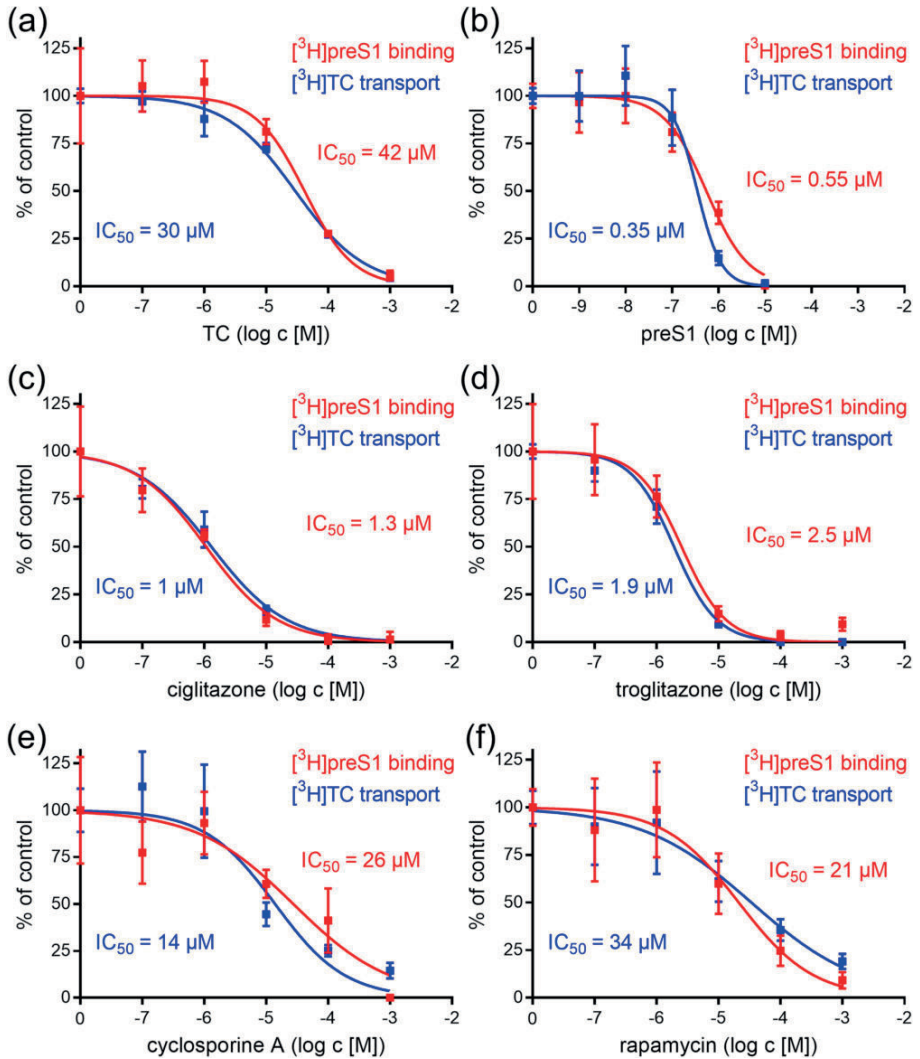 (a)
[³H]preS1 binding
[³H]TC transport
% of control
125
100
75
50
25
0
IC₅₀ = 42 µM
IC₅₀ = 30 µM
0 -7 -6 -5 -4 -3 -2
TC (log c [M])
(b)
[³H]preS1 binding
[³H]TC transport
% of control
125
100
75
50
25
0
IC₅₀ = 0.55 µM
IC₅₀ = 0.35 µM
0 -9 -8 -7 -6 -5 -4 -3 -2
preS1 (log c [M])
(c)
[³H]preS1 binding
[³H]TC transport
% of control
125
100
75
50
25
0
IC₅₀ = 1.3 µM
IC₅₀ = 1 µM
0 -7 -6 -5 -4 -3 -2
ciglitazone (log c [M])
(d)
[³H]preS1 binding
[³H]TC transport
% of control
125
100
75
50
25
0
IC₅₀ = 2.5 µM
IC₅₀ = 1.9 µM
0 -7 -6 -5 -4 -3 -2
troglitazone (log c [M])
(e)
[³H]preS1 binding
[³H]TC transport
% of control
125
100
75
50
25
0
IC₅₀ = 26 µM
IC₅₀ = 14 µM
0 -7 -6 -5 -4 -3 -2
cyclosporine A (log c [M])
(f)
[³H]preS1 binding
[³H]TC transport
% of control
125
100
75
50
25
0
IC₅₀ = 21 µM
IC₅₀ = 34 µM
0 -7 -6 -5 -4 -3 -2
rapamycin (log c [M])